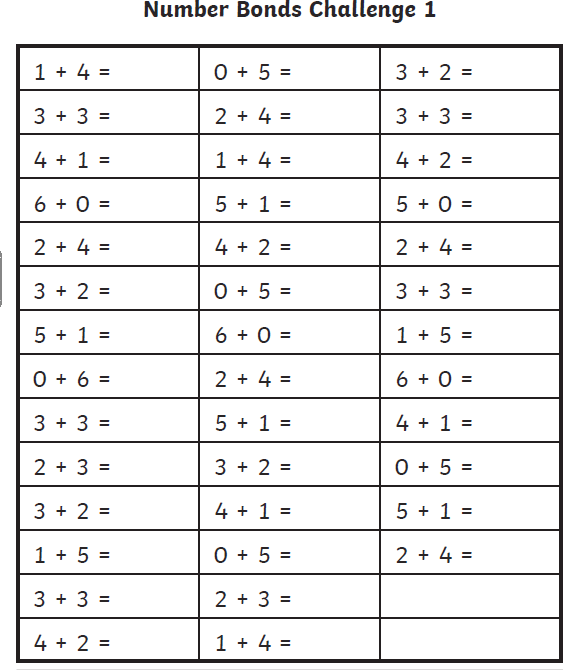 Number Bonds Challenge 1
1 + 4 = 0 + 5 = 3 + 2 =
3 + 3 = 2 + 4 = 3 + 3 =
4 + 1 = 1 + 4 = 4 + 2 =
6 + 0 = 5 + 1 = 5 + 0 =
2 + 4 = 4 + 2 = 2 + 4 =
3 + 2 = 0 + 5 = 3 + 3 =
5 + 1 = 6 + 0 = 1 + 5 =
0 + 6 = 2 + 4 = 6 + 0 =
3 + 3 = 5 + 1 = 4 + 1 =
2 + 3 = 3 + 2 = 0 + 5 =
3 + 2 = 4 + 1 = 5 + 1 =
1 + 5 = 0 + 5 = 2 + 4 =
3 + 3 = 2 + 3 =
4 + 2 = 1 + 4 =